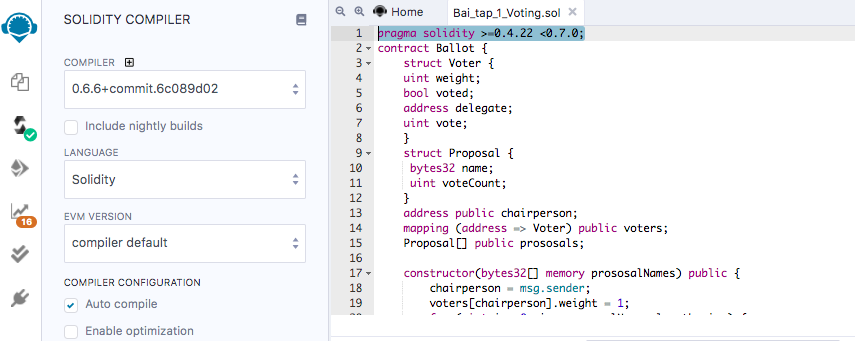 SOLIDITY COMPILER
COMPILER
0.6.6+commit.6c089d02
Include nightly builds
LANGUAGE
Solidity
EVM VERSION
compiler default
COMPILER CONFIGURATION
Auto compile
Enable optimization
16
Home
Bai_tap_1_Voting.sol
1 pragma solidity >=0.4.22 <0.7.0;
2 contract Ballot {
3 struct Voter {
4 uint weight;
5 bool voted;
6 address delegate;
7 uint vote;
8 }
9 struct Proposal {
10 bytes32 name;
11 uint voteCount;
12 }
13 address public chairperson;
14 mapping (address => Voter) public voters;
15 Proposal[] public prososals;
16
17 constructor(bytes32[] memory prososalNames) public {
18 chairperson = msg.sender;
19 voters[chairperson].weight = 1;